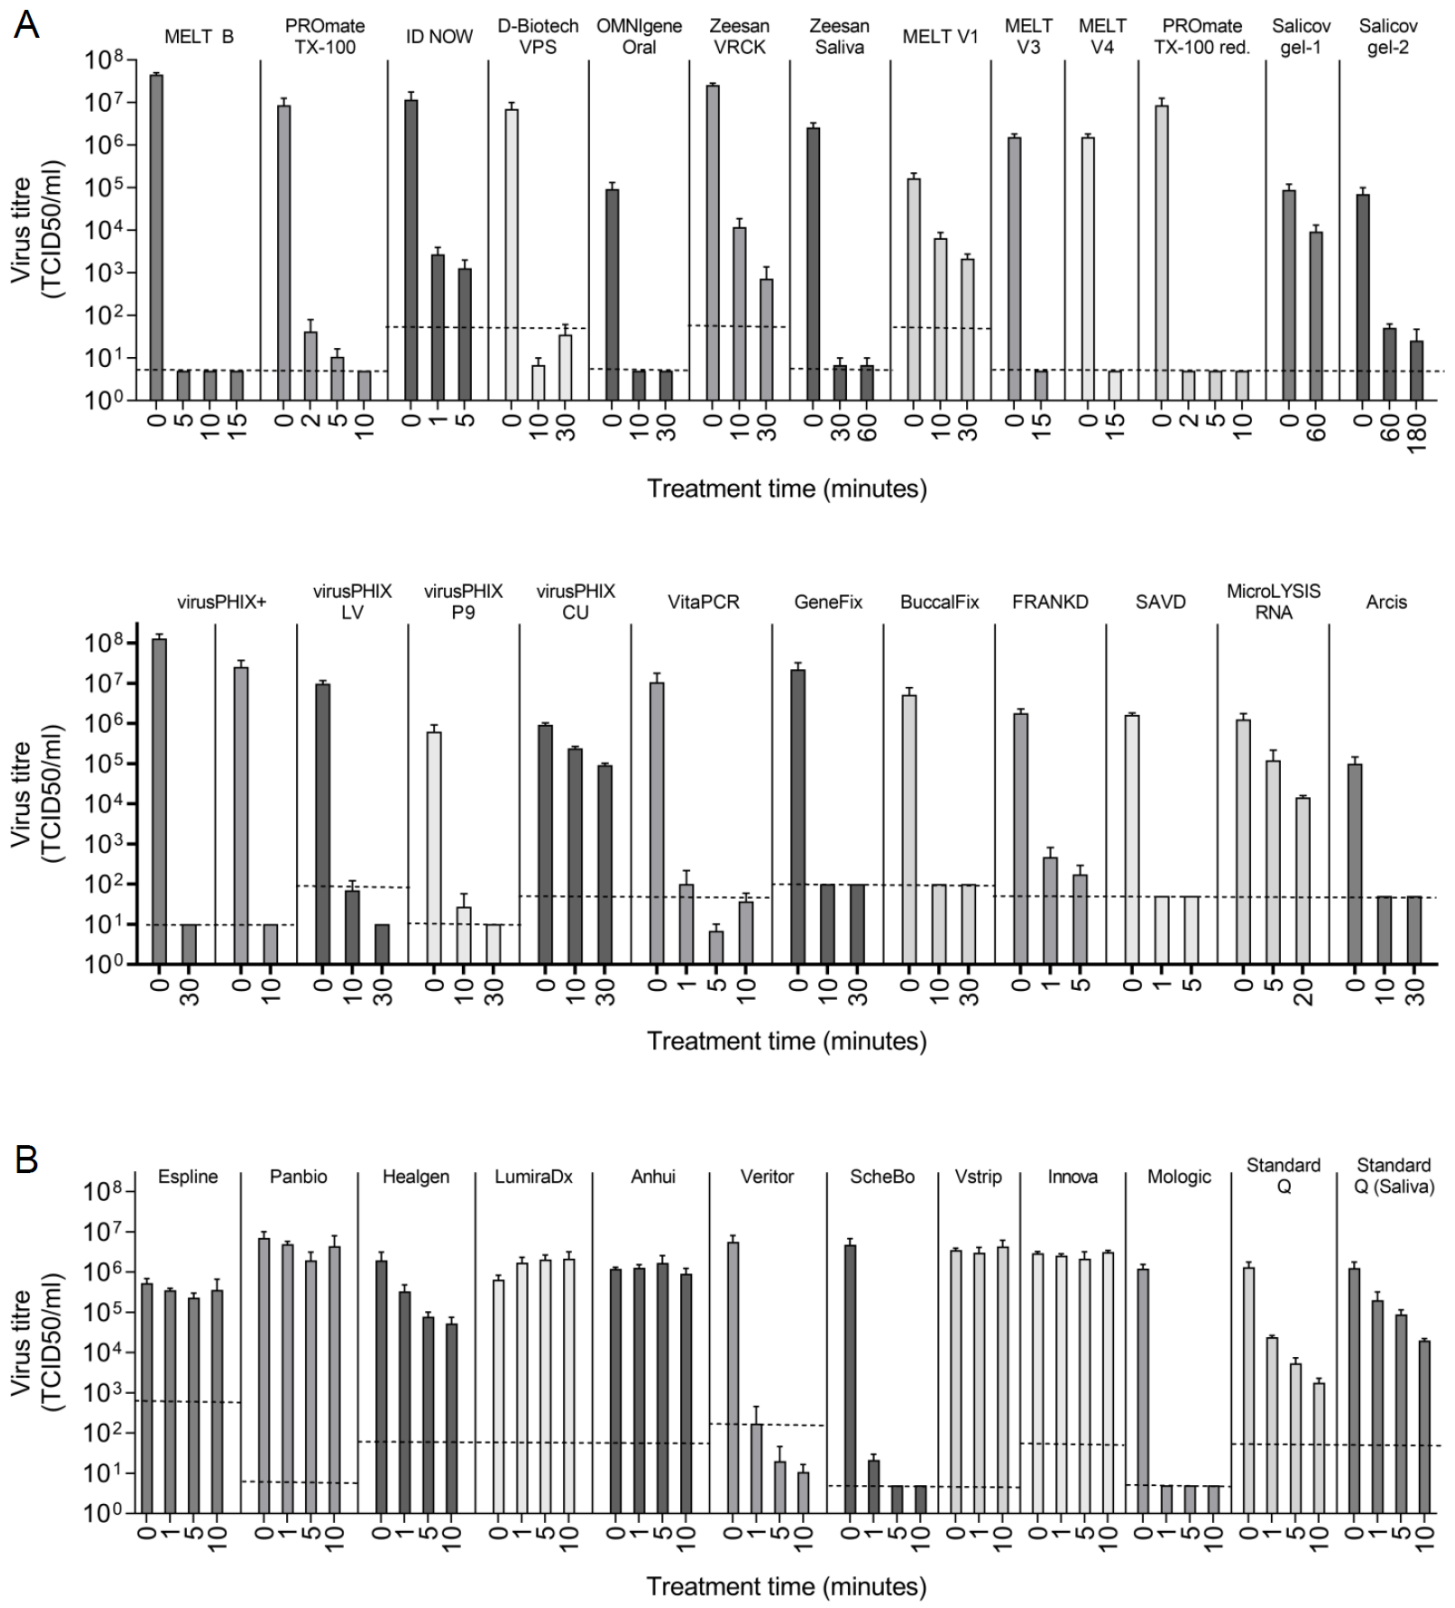 A
MELT B
PROmate
TX-100
ID NOW
D-Biotech
VPS
OMNIgene
Oral
Zeesan
VRCK
Zeesan
Saliva
MELT V1
MELT
V3
MELT
V4
PROmate
TX-100 red.
Salicov
gel-1
Salicov
gel-2
Virus titre
(TCID50/ml)
10⁸
10⁷
10⁶
10⁵
10⁴
10³
10²
10¹
10⁰
0 5 10 15 0 2 5 10 0 1 5 0 10 30 0 10 30 0 10 30 0 30 60 0 10 30 0 15 0 15 0 2 5 10 0 60 0 60 180
Treatment time (minutes)
virusPHIX+
virusPHIX
LV
virusPHIX
P9
virusPHIX
CU
VitaPCR
GeneFix
BuccalFix
FRANKD
SAVD
MicroLYSIS
RNA
Arcis
Virus titre
(TCID50/ml)
10⁸
10⁷
10⁶
10⁵
10⁴
10³
10²
10¹
10⁰
0 30 0 10 0 10 30 0 10 30 0 10 30 0 1 5 10 0 10 30 0 10 30 0 1 5 0 1 5 0 5 20 0 10 30
Treatment time (minutes)
B
Espline
Panbio
Healgen
LumiraDx
Anhui
Veritor
ScheBo
Vstrip
Innova
Mologic
Standard
Q
Standard
Q (Saliva)
Virus titre
(TCID50/ml)
10⁸
10⁷
10⁶
10⁵
10⁴
10³
10²
10¹
10⁰
0 1 5 10 0 1 5 10 0 1 5 10 0 1 5 10 0 1 5 10 0 1 5 10 0 1 5 10 0 1 10 0 1 5 10 0 1 5 10 0 1 5 10 0 1 5 10
Treatment time (minutes)